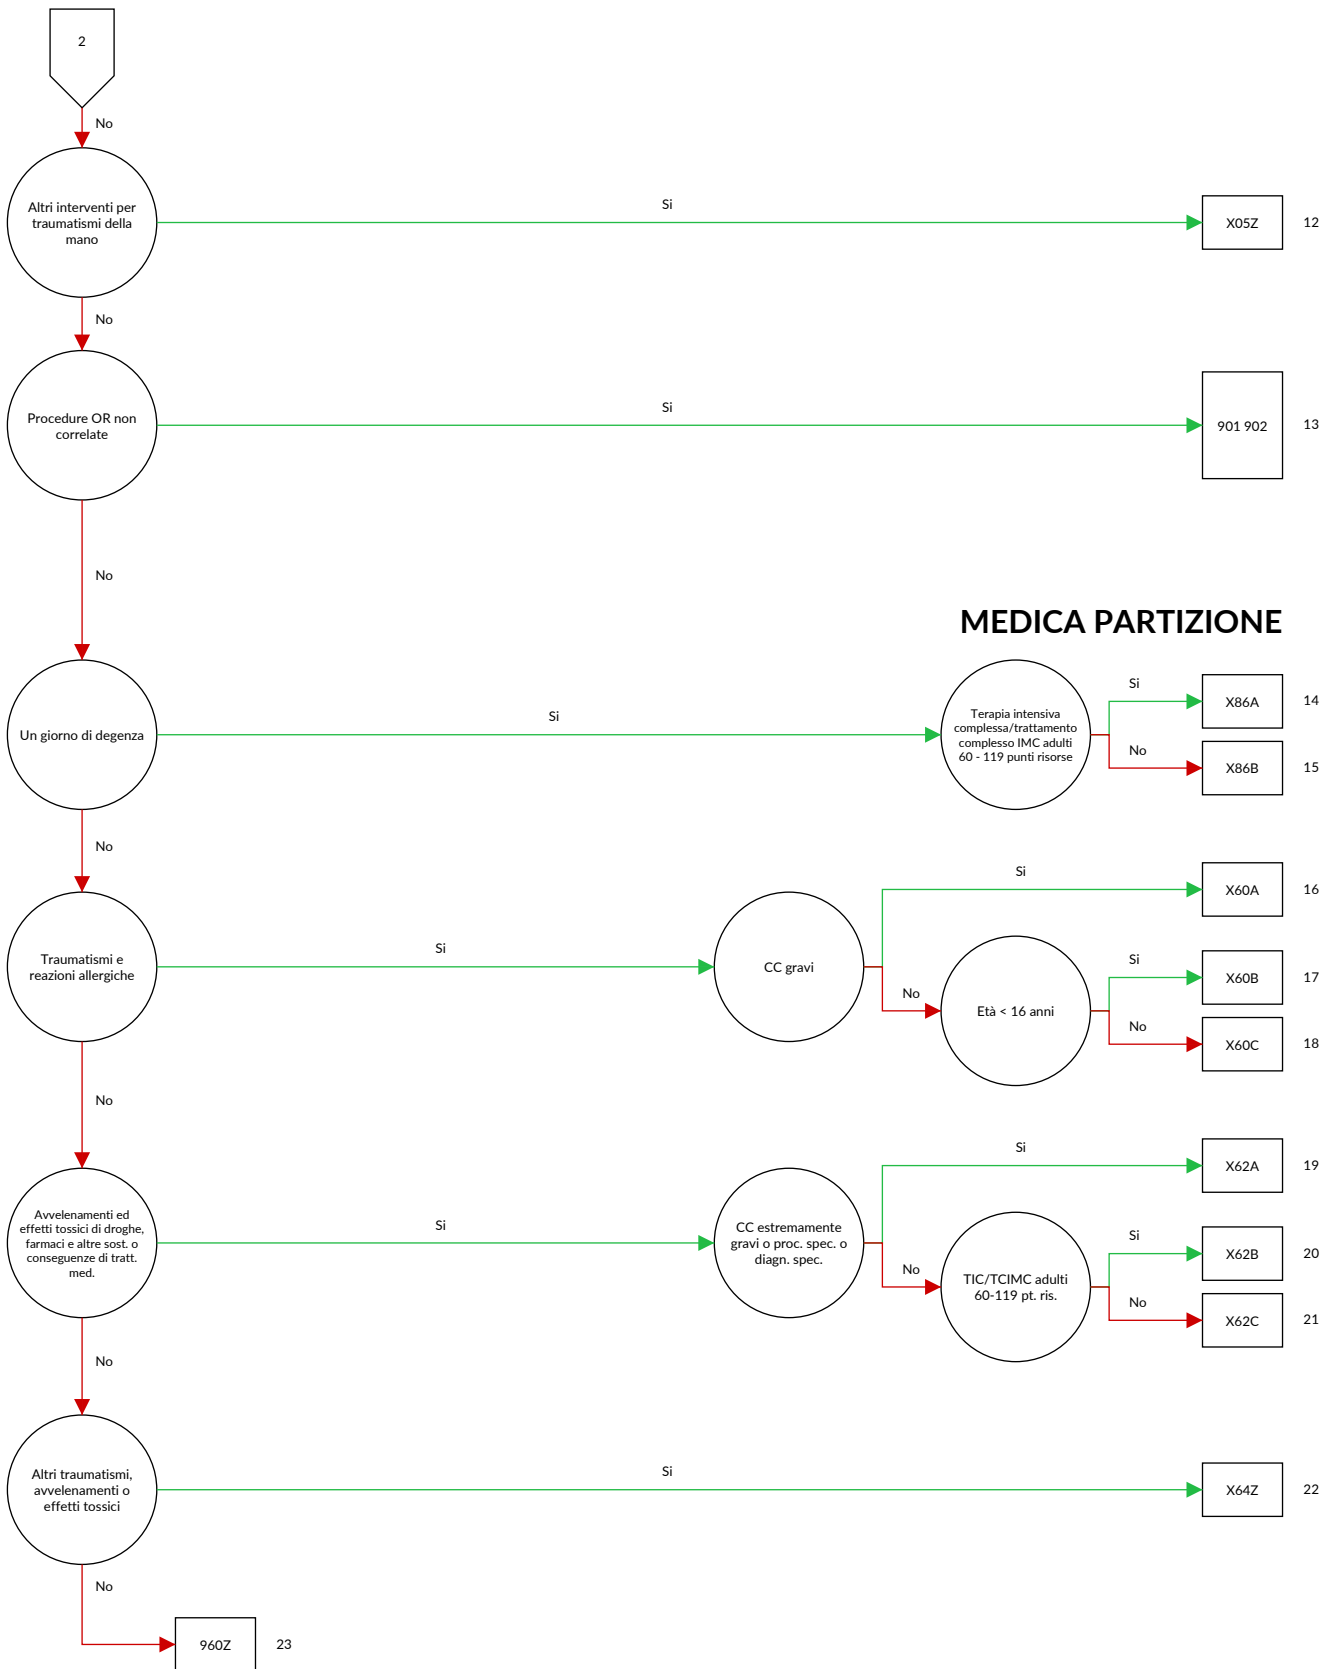 2
No
Altri interventi per
traumatismi della
mano
Si
X05Z
12
No
Procedure OR non
correlate
Si
901 902
13
No
MEDICA PARTIZIONE
Un giorno di degenza
Si
Terapia intensiva
complessa/trattamento
complesso IMC adulti
60 - 119 punti risorse
Si
X86A
14
No
X86B
15
No
Traumatismi e
reazioni allergiche
Si
CC gravi
Si
X60A
16
No
Età < 16 anni
Si
X60B
17
No
X60C
18
No
Avvelenamenti ed
effetti tossici di droghe,
farmaci e altre sost. o
conseguenze di tratt.
med.
Si
CC estremamente
gravi o proc. spec. o
diagn. spec.
Si
X62A
19
No
TIC/TCIMC adulti
60-119 pt. ris.
Si
X62B
20
No
X62C
21
No
Altri traumatismi,
avvelenamenti o
effetti tossici
Si
X64Z
22
No
960Z
23